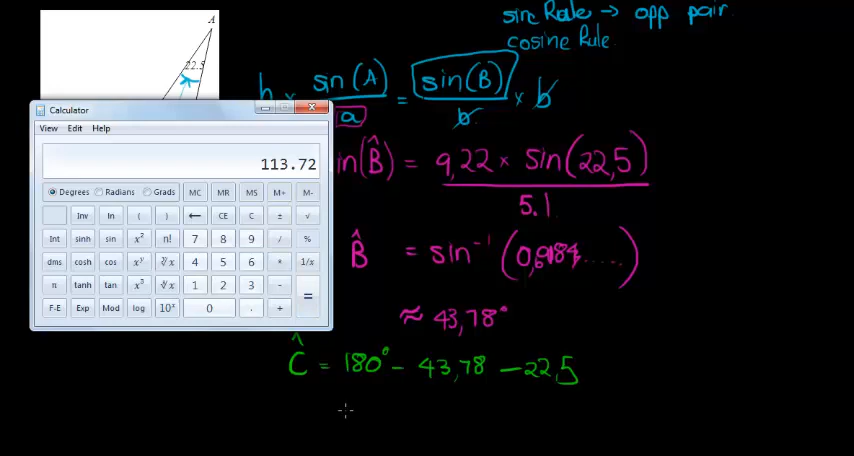 sine Rule → opp pair
cosine Rule
A
22.5
sin(A) / a = sin(B) / b × b
in(B̂) = 9,22 × sin(22,5) / 5.1
B̂ = sin⁻¹(0,6918....)
≈ 43,78°
Ĉ = 180° - 43,78 - 22,5
Calculator
View Edit Help
113.72
Degrees Radians Grads MC MR MS M+ M-
Inv ln ( ) ← CE C ± √
Int sinh sin x² n! 7 8 9 / %
dms cosh cos xʸ ʸ√x 4 5 6 * 1/x
π tanh tan x³ ³√x 1 2 3 - =
F-E Exp Mod log 10ˣ 0 . +